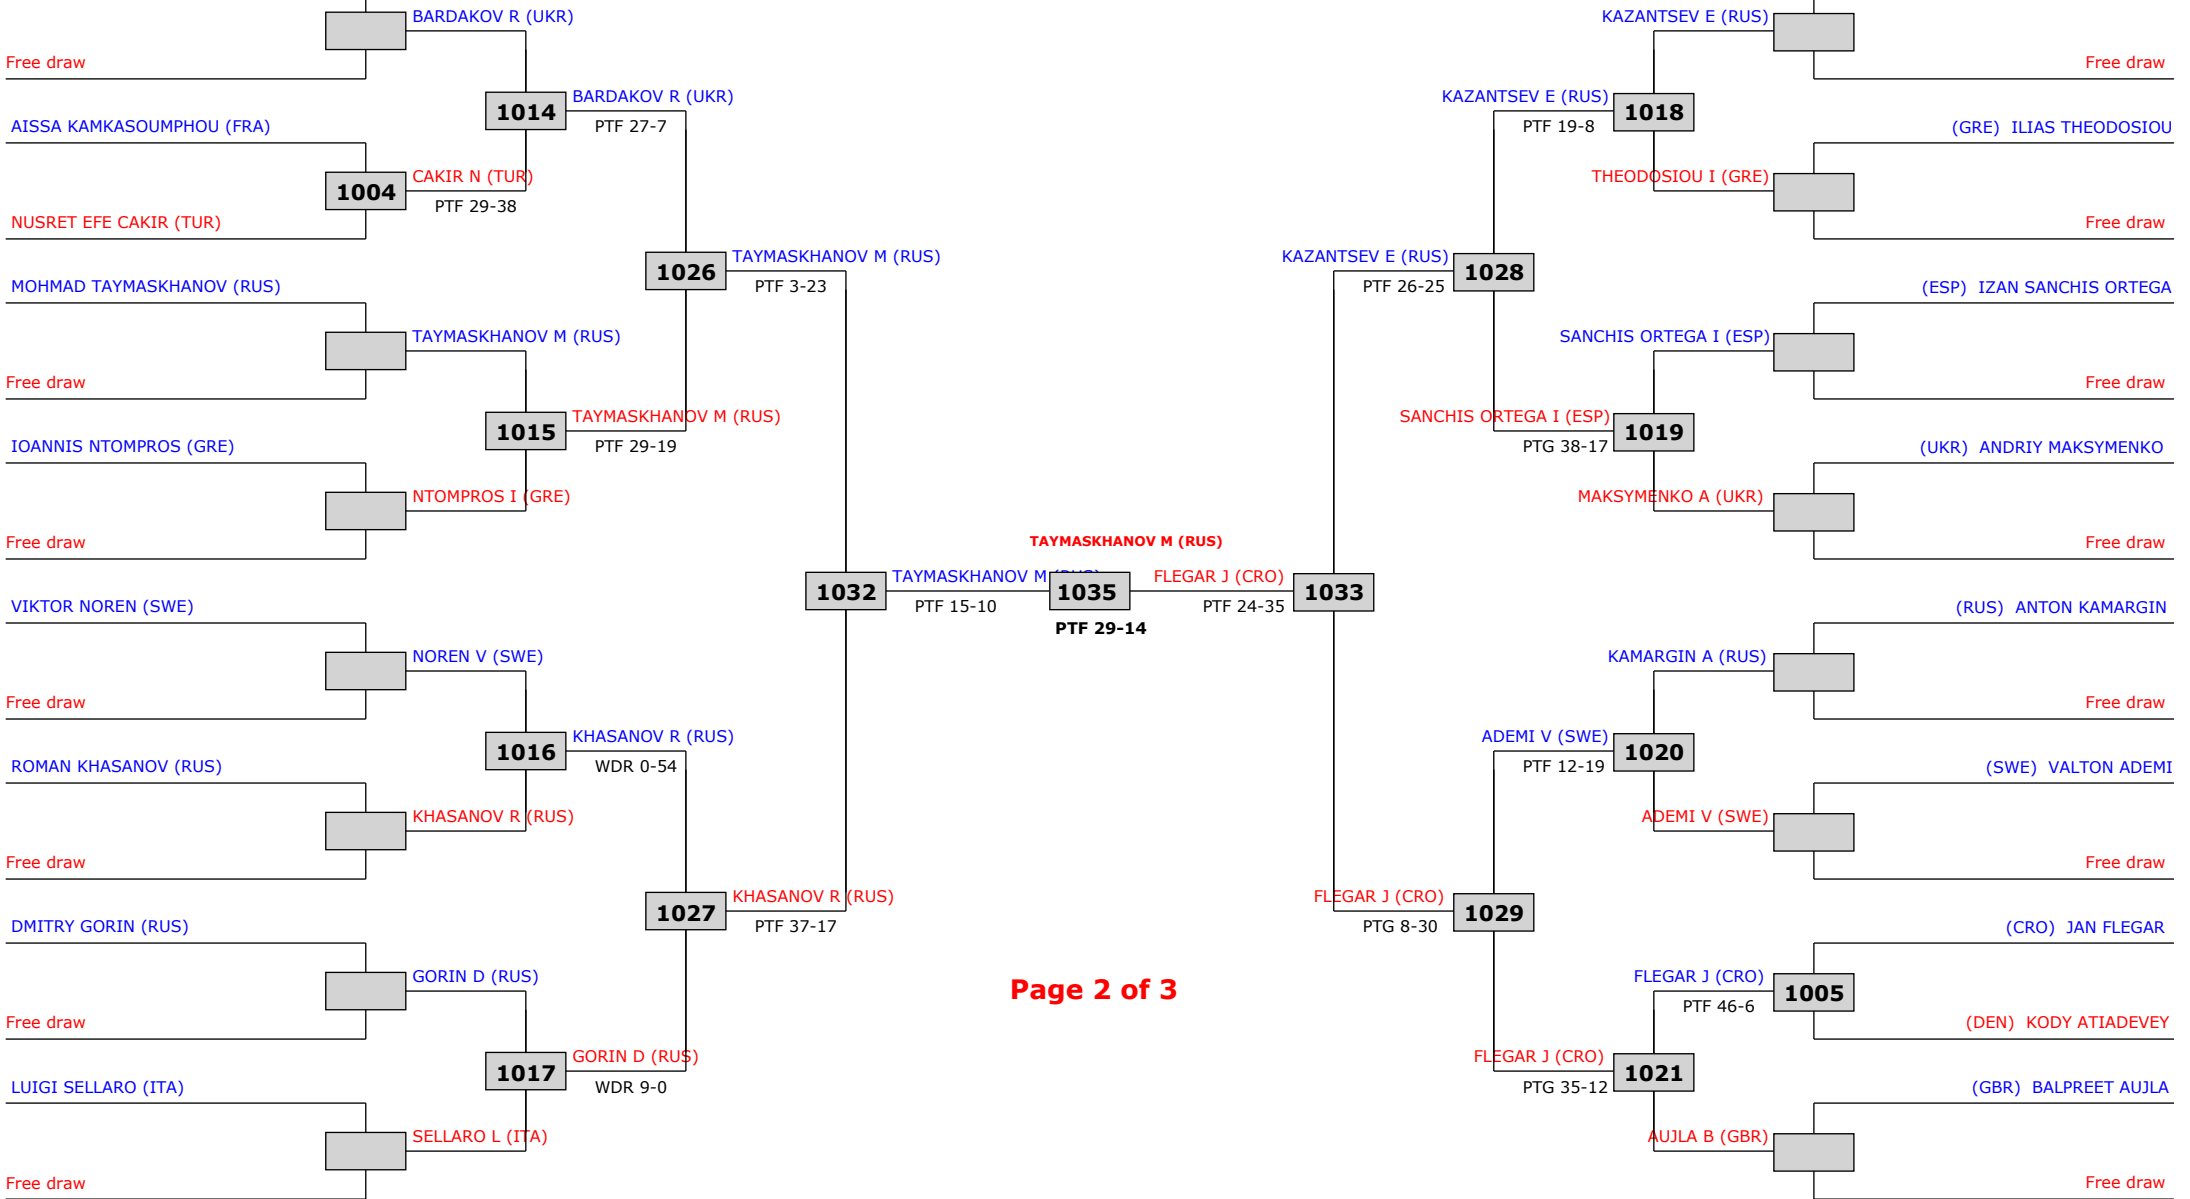 BARDAKOV R (UKR)
Free draw
1014
BARDAKOV R (UKR)
PTF 27-7
AISSA KAMKASOUMPHOU (FRA)
1004
CAKIR N (TUR)
PTF 29-38
NUSRET EFE CAKIR (TUR)
1026
TAYMASKHANOV M (RUS)
PTF 3-23
MOHMAD TAYMASKHANOV (RUS)
TAYMASKHANOV M (RUS)
Free draw
1015
TAYMASKHANOV M (RUS)
PTF 29-19
IOANNIS NTOMPROS (GRE)
NTOMPROS I (GRE)
Free draw
1032
TAYMASKHANOV M (RUS)
PTF 15-10
VIKTOR NOREN (SWE)
NOREN V (SWE)
Free draw
1016
KHASANOV R (RUS)
WDR 0-54
ROMAN KHASANOV (RUS)
KHASANOV R (RUS)
Free draw
1027
KHASANOV R (RUS)
PTF 37-17
DMITRY GORIN (RUS)
GORIN D (RUS)
Free draw
1017
GORIN D (RUS)
WDR 9-0
LUIGI SELLARO (ITA)
SELLARO L (ITA)
Free draw
TAYMASKHANOV M (RUS)
1035
PTF 29-14
Page 2 of 3
KAZANTSEV E (RUS)
Free draw
KAZANTSEV E (RUS)
1018
PTF 19-8
(GRE) ILIAS THEODOSIOU
THEODOSIOU I (GRE)
Free draw
KAZANTSEV E (RUS)
1028
PTF 26-25
(ESP) IZAN SANCHIS ORTEGA
SANCHIS ORTEGA I (ESP)
Free draw
SANCHIS ORTEGA I (ESP)
1019
PTG 38-17
(UKR) ANDRIY MAKSYMENKO
MAKSYMENKO A (UKR)
Free draw
FLEGAR J (CRO)
1033
PTF 24-35
(RUS) ANTON KAMARGIN
KAMARGIN A (RUS)
Free draw
ADEMI V (SWE)
1020
PTF 12-19
(SWE) VALTON ADEMI
ADEMI V (SWE)
Free draw
FLEGAR J (CRO)
1029
PTG 8-30
(CRO) JAN FLEGAR
FLEGAR J (CRO)
1005
PTF 46-6
(DEN) KODY ATIADEVEY
FLEGAR J (CRO)
1021
PTG 35-12
(GBR) BALPREET AUJLA
AUJLA B (GBR)
Free draw